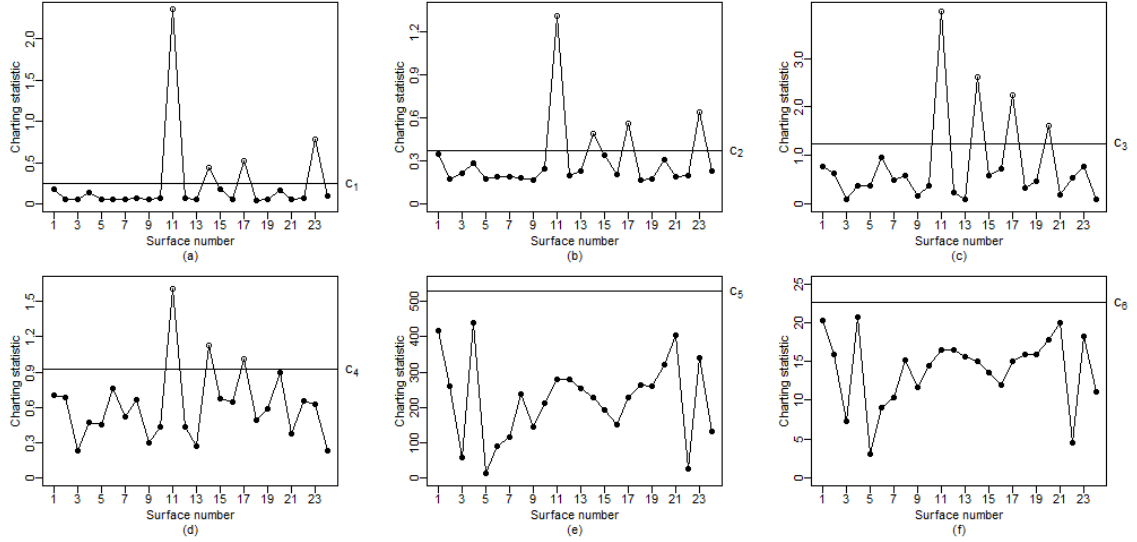 Charting statistic
0 0.5 1.0 1.5 2.0
C1
1 3 5 7 9 11 13 15 17 19 21 23
Surface number
(a)
Charting statistic
0 0.3 0.6 0.9 1.2
C2
1 3 5 7 9 11 13 15 17 19 21 23
Surface number
(b)
Charting statistic
0 1.0 2.0 3.0
C3
1 3 5 7 9 11 13 15 17 19 21 23
Surface number
(c)
Charting statistic
0 0.3 0.6 0.9 1.2 1.5
C4
1 3 5 7 9 11 13 15 17 19 21 23
Surface number
(d)
Charting statistic
0 100 200 300 400 500
C5
1 3 5 7 9 11 13 15 17 19 21 23
Surface number
(e)
Charting statistic
0 5 10 15 20 25
C6
1 3 5 7 9 11 13 15 17 19 21 23
Surface number
(f)